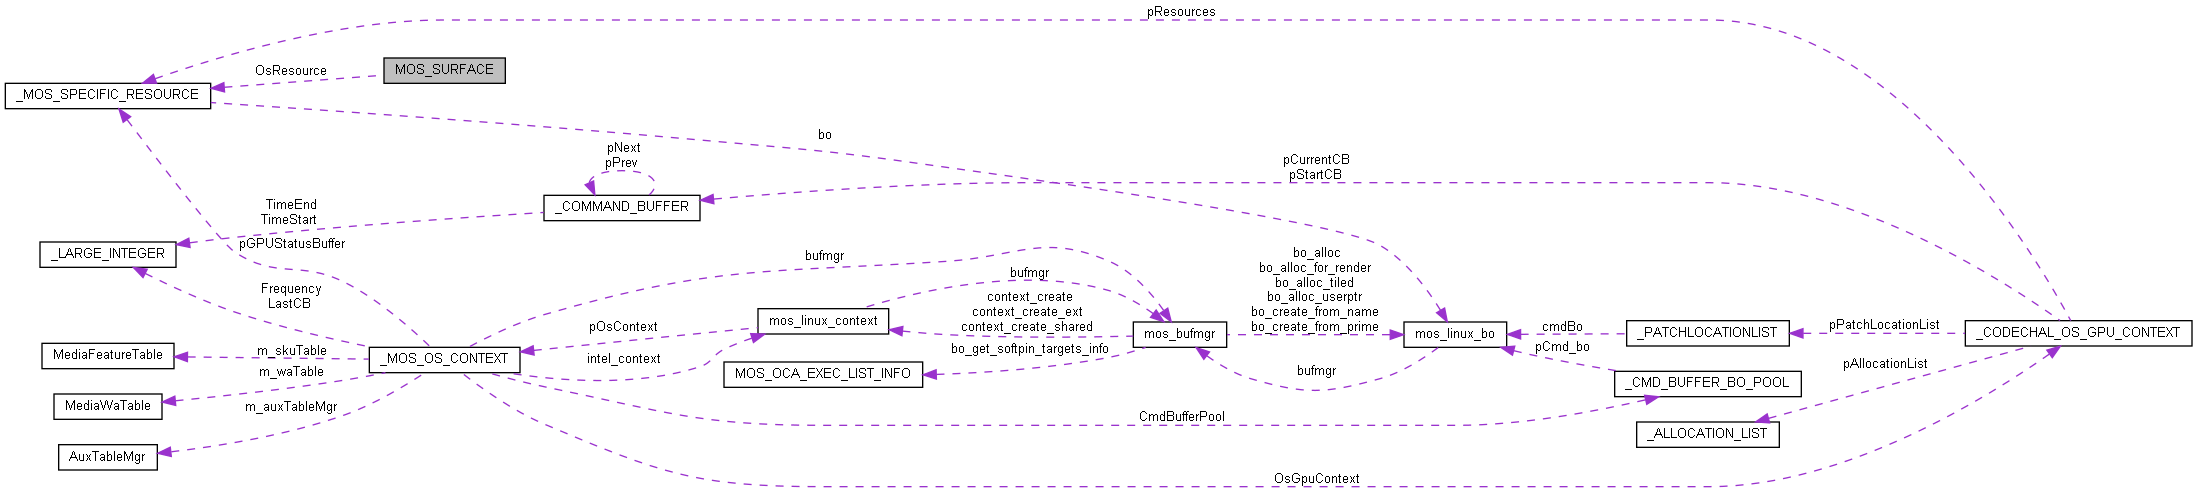 pResources
OsResource
MOS_SURFACE
_MOS_SPECIFIC_RESOURCE
bo
pNext
pPrev
pCurrentCB
pStartCB
_COMMAND_BUFFER
TimeEnd
TimeStart
pGPUStatusBuffer
_LARGE_INTEGER
bufmgr
bo_alloc
bo_alloc_for_render
bo_alloc_tiled
bo_alloc_userptr
bo_create_from_name
bo_create_from_prime
bufmgr
Frequency
LastCB
context_create
context_create_ext
context_create_shared
mos_linux_context
pOsContext
mos_bufmgr
mos_linux_bo
cmdBo
_PATCHLOCATIONLIST
pPatchLocationList
_CODECHAL_OS_GPU_CONTEXT
MediaFeatureTable
m_skuTable
_MOS_OS_CONTEXT
intel_context
bo_get_softpin_targets_info
pCmd_bo
m_waTable
MOS_OCA_EXEC_LIST_INFO
bufmgr
_CMD_BUFFER_BO_POOL
pAllocationList
MediaWaTable
m_auxTableMgr
CmdBufferPool
_ALLOCATION_LIST
AuxTableMgr
OsGpuContext